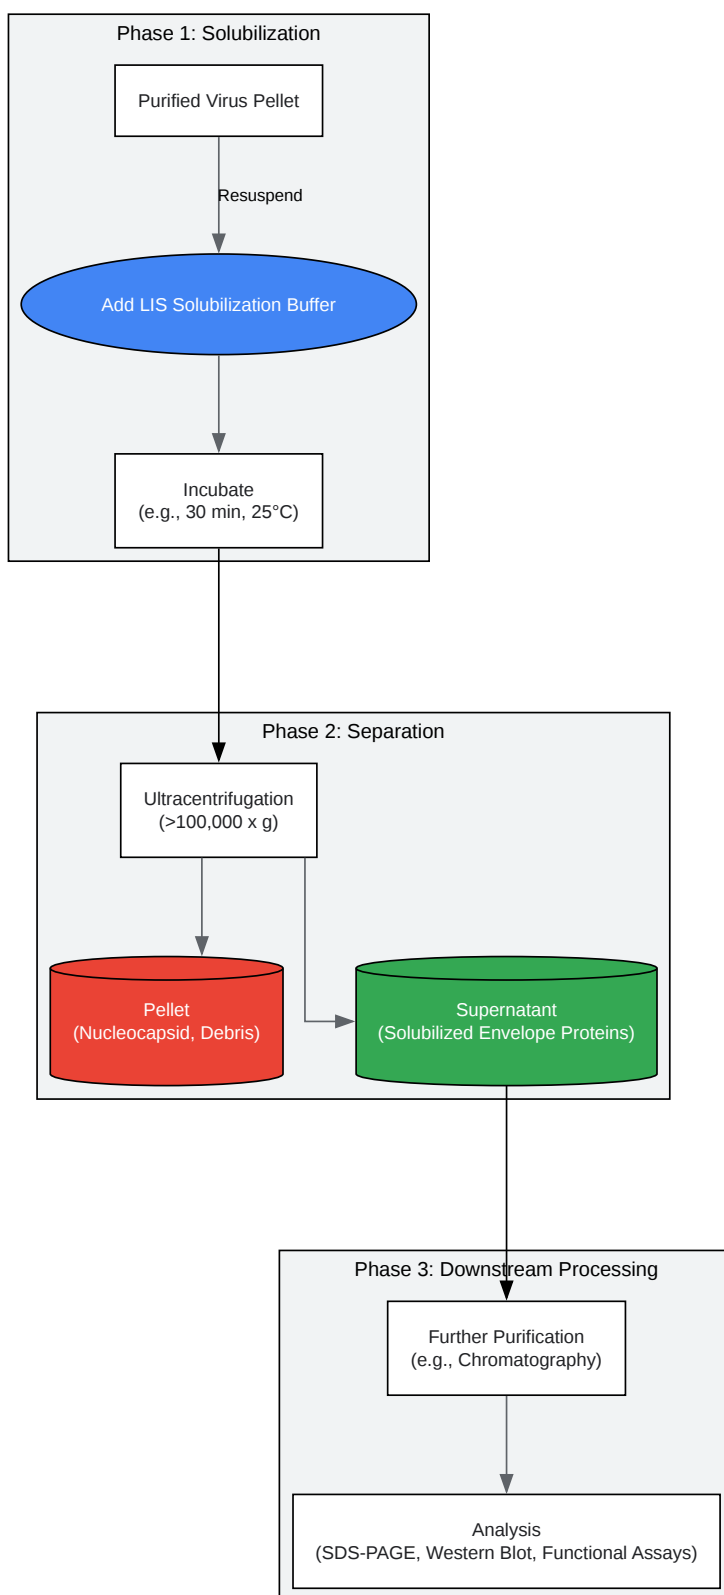 Phase 1: Solubilization
Purified Virus Pellet
Resuspend
Add LIS Solubilization Buffer
Incubate
(e.g., 30 min, 25°C)
Phase 2: Separation
Ultracentrifugation
(>100,000 x g)
Pellet
(Nucleocapsid, Debris)
Supernatant
(Solubilized Envelope Proteins)
Phase 3: Downstream Processing
Further Purification
(e.g., Chromatography)
Analysis
(SDS-PAGE, Western Blot, Functional Assays)